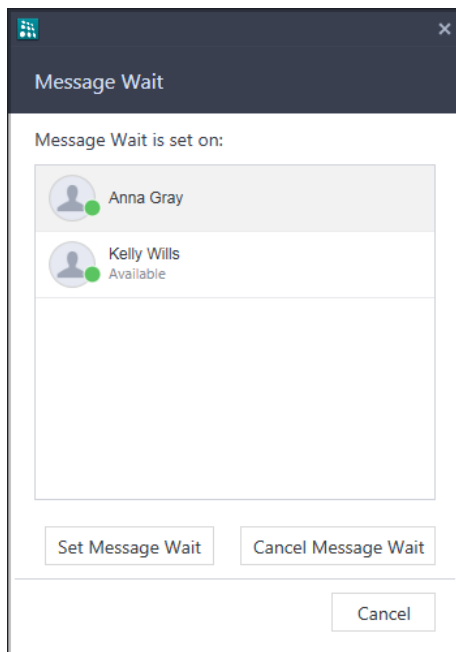 Message Wait
Message Wait is set on:
Anna Gray
Kelly Wills
Available
Set Message Wait
Cancel Message Wait
Cancel